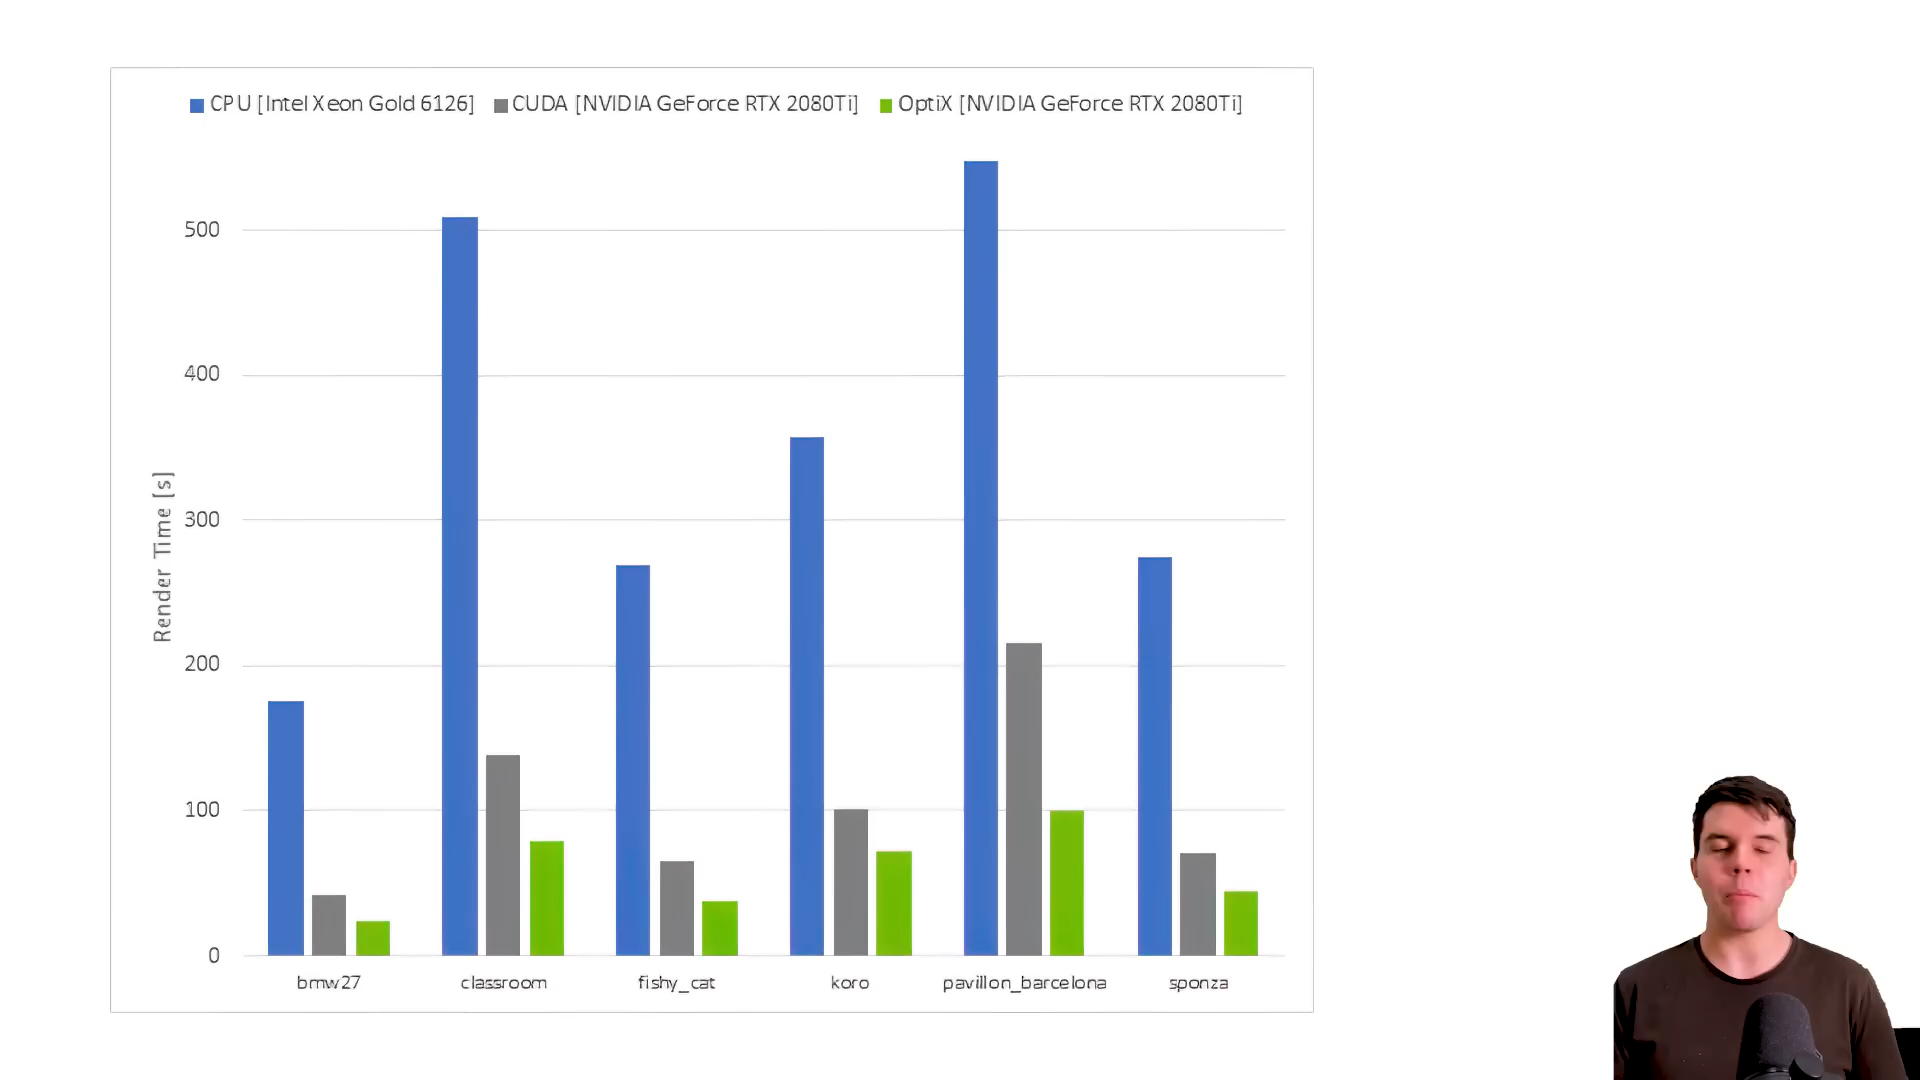 CPU [Intel Xeon Gold 6126] CUDA [NVIDIA GeForce RTX 2080Ti] OptiX [NVIDIA GeForce RTX 2080Ti]
500
400
300
200
100
0
Render Time [s]
bmw27 classroom fishy_cat koro pavillon_barcelona sponza